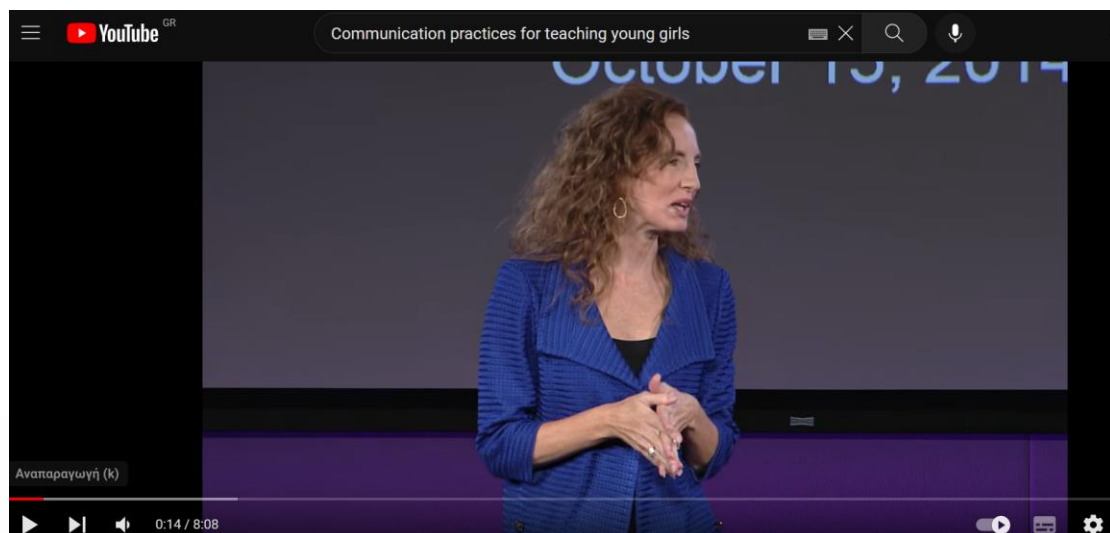 YouTube GR
Communication practices for teaching young girls
October 15, 2014
Αναπαραγωγή (k)
0:14 / 8:08